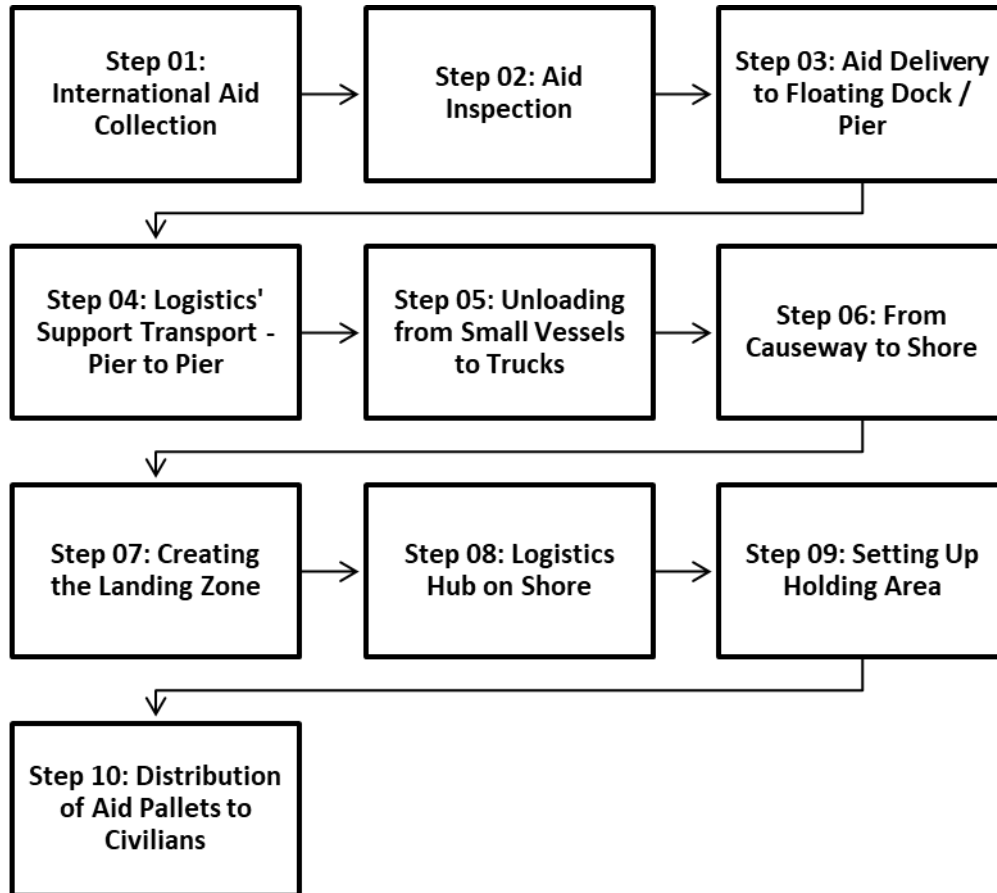 Step 01:
International Aid
Collection
Step 02: Aid
Inspection
Step 03: Aid Delivery
to Floating Dock /
Pier
Step 04: Logistics'
Support Transport -
Pier to Pier
Step 05: Unloading
from Small Vessels
to Trucks
Step 06: From
Causeway to Shore
Step 07: Creating
the Landing Zone
Step 08: Logistics
Hub on Shore
Step 09: Setting Up
Holding Area
Step 10: Distribution
of Aid Pallets to
Civilians